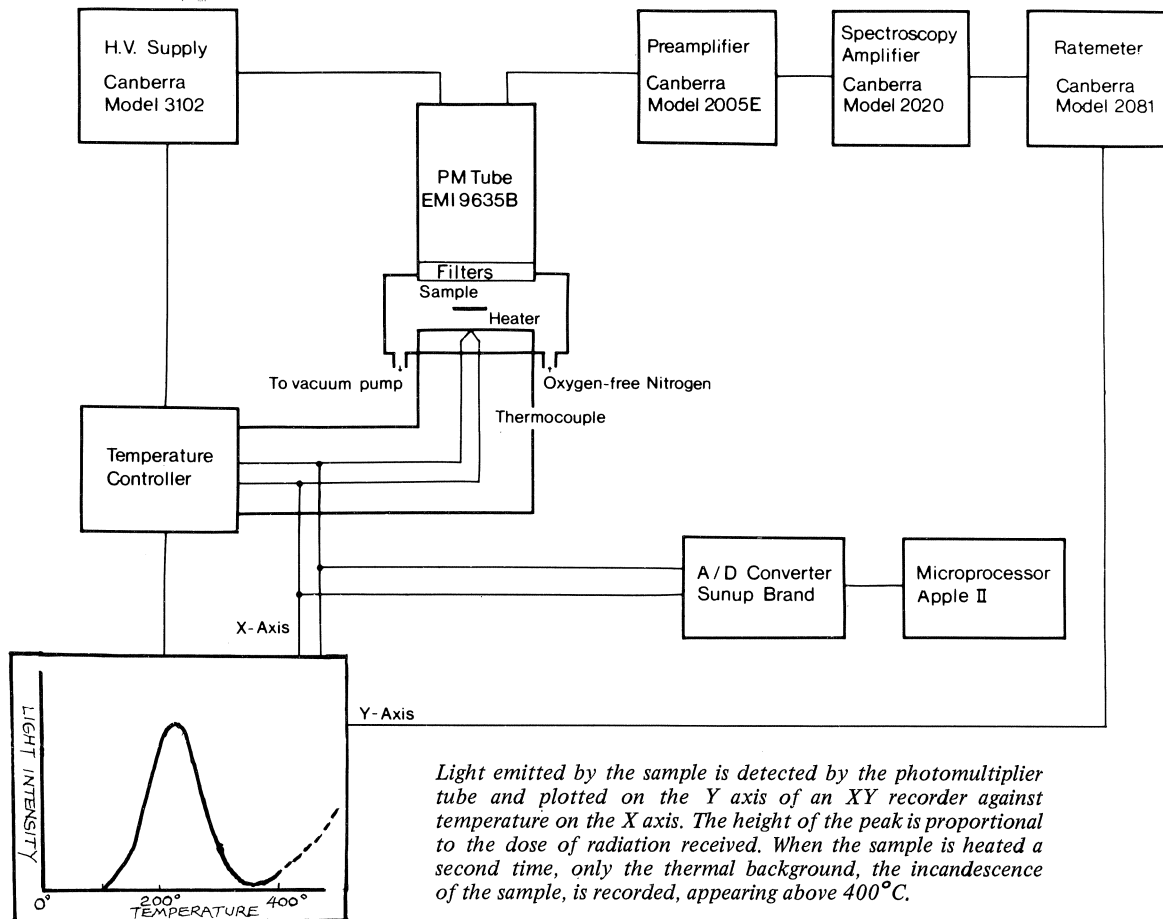 H.V. Supply
Canberra
Model 3102
Preamplifier
Canberra
Model 2005E
Spectroscopy
Amplifier
Canberra
Model 2020
Ratemeter
Canberra
Model 2081
PM Tube
EMI 9635B
Filters
Sample
Heater
To vacuum pump
Oxygen-free Nitrogen
Thermocouple
Temperature
Controller
A/D Converter
Sunup Brand
Microprocessor
Apple II
X-Axis
Y-Axis
LIGHT INTENSITY
0° 200° 400°
TEMPERATURE
Light emitted by the sample is detected by the photomultiplier
tube and plotted on the Y axis of an XY recorder against
temperature on the X axis. The height of the peak is proportional
to the dose of radiation received. When the sample is heated a
second time, only the thermal background, the incandescence
of the sample, is recorded, appearing above 400°C.